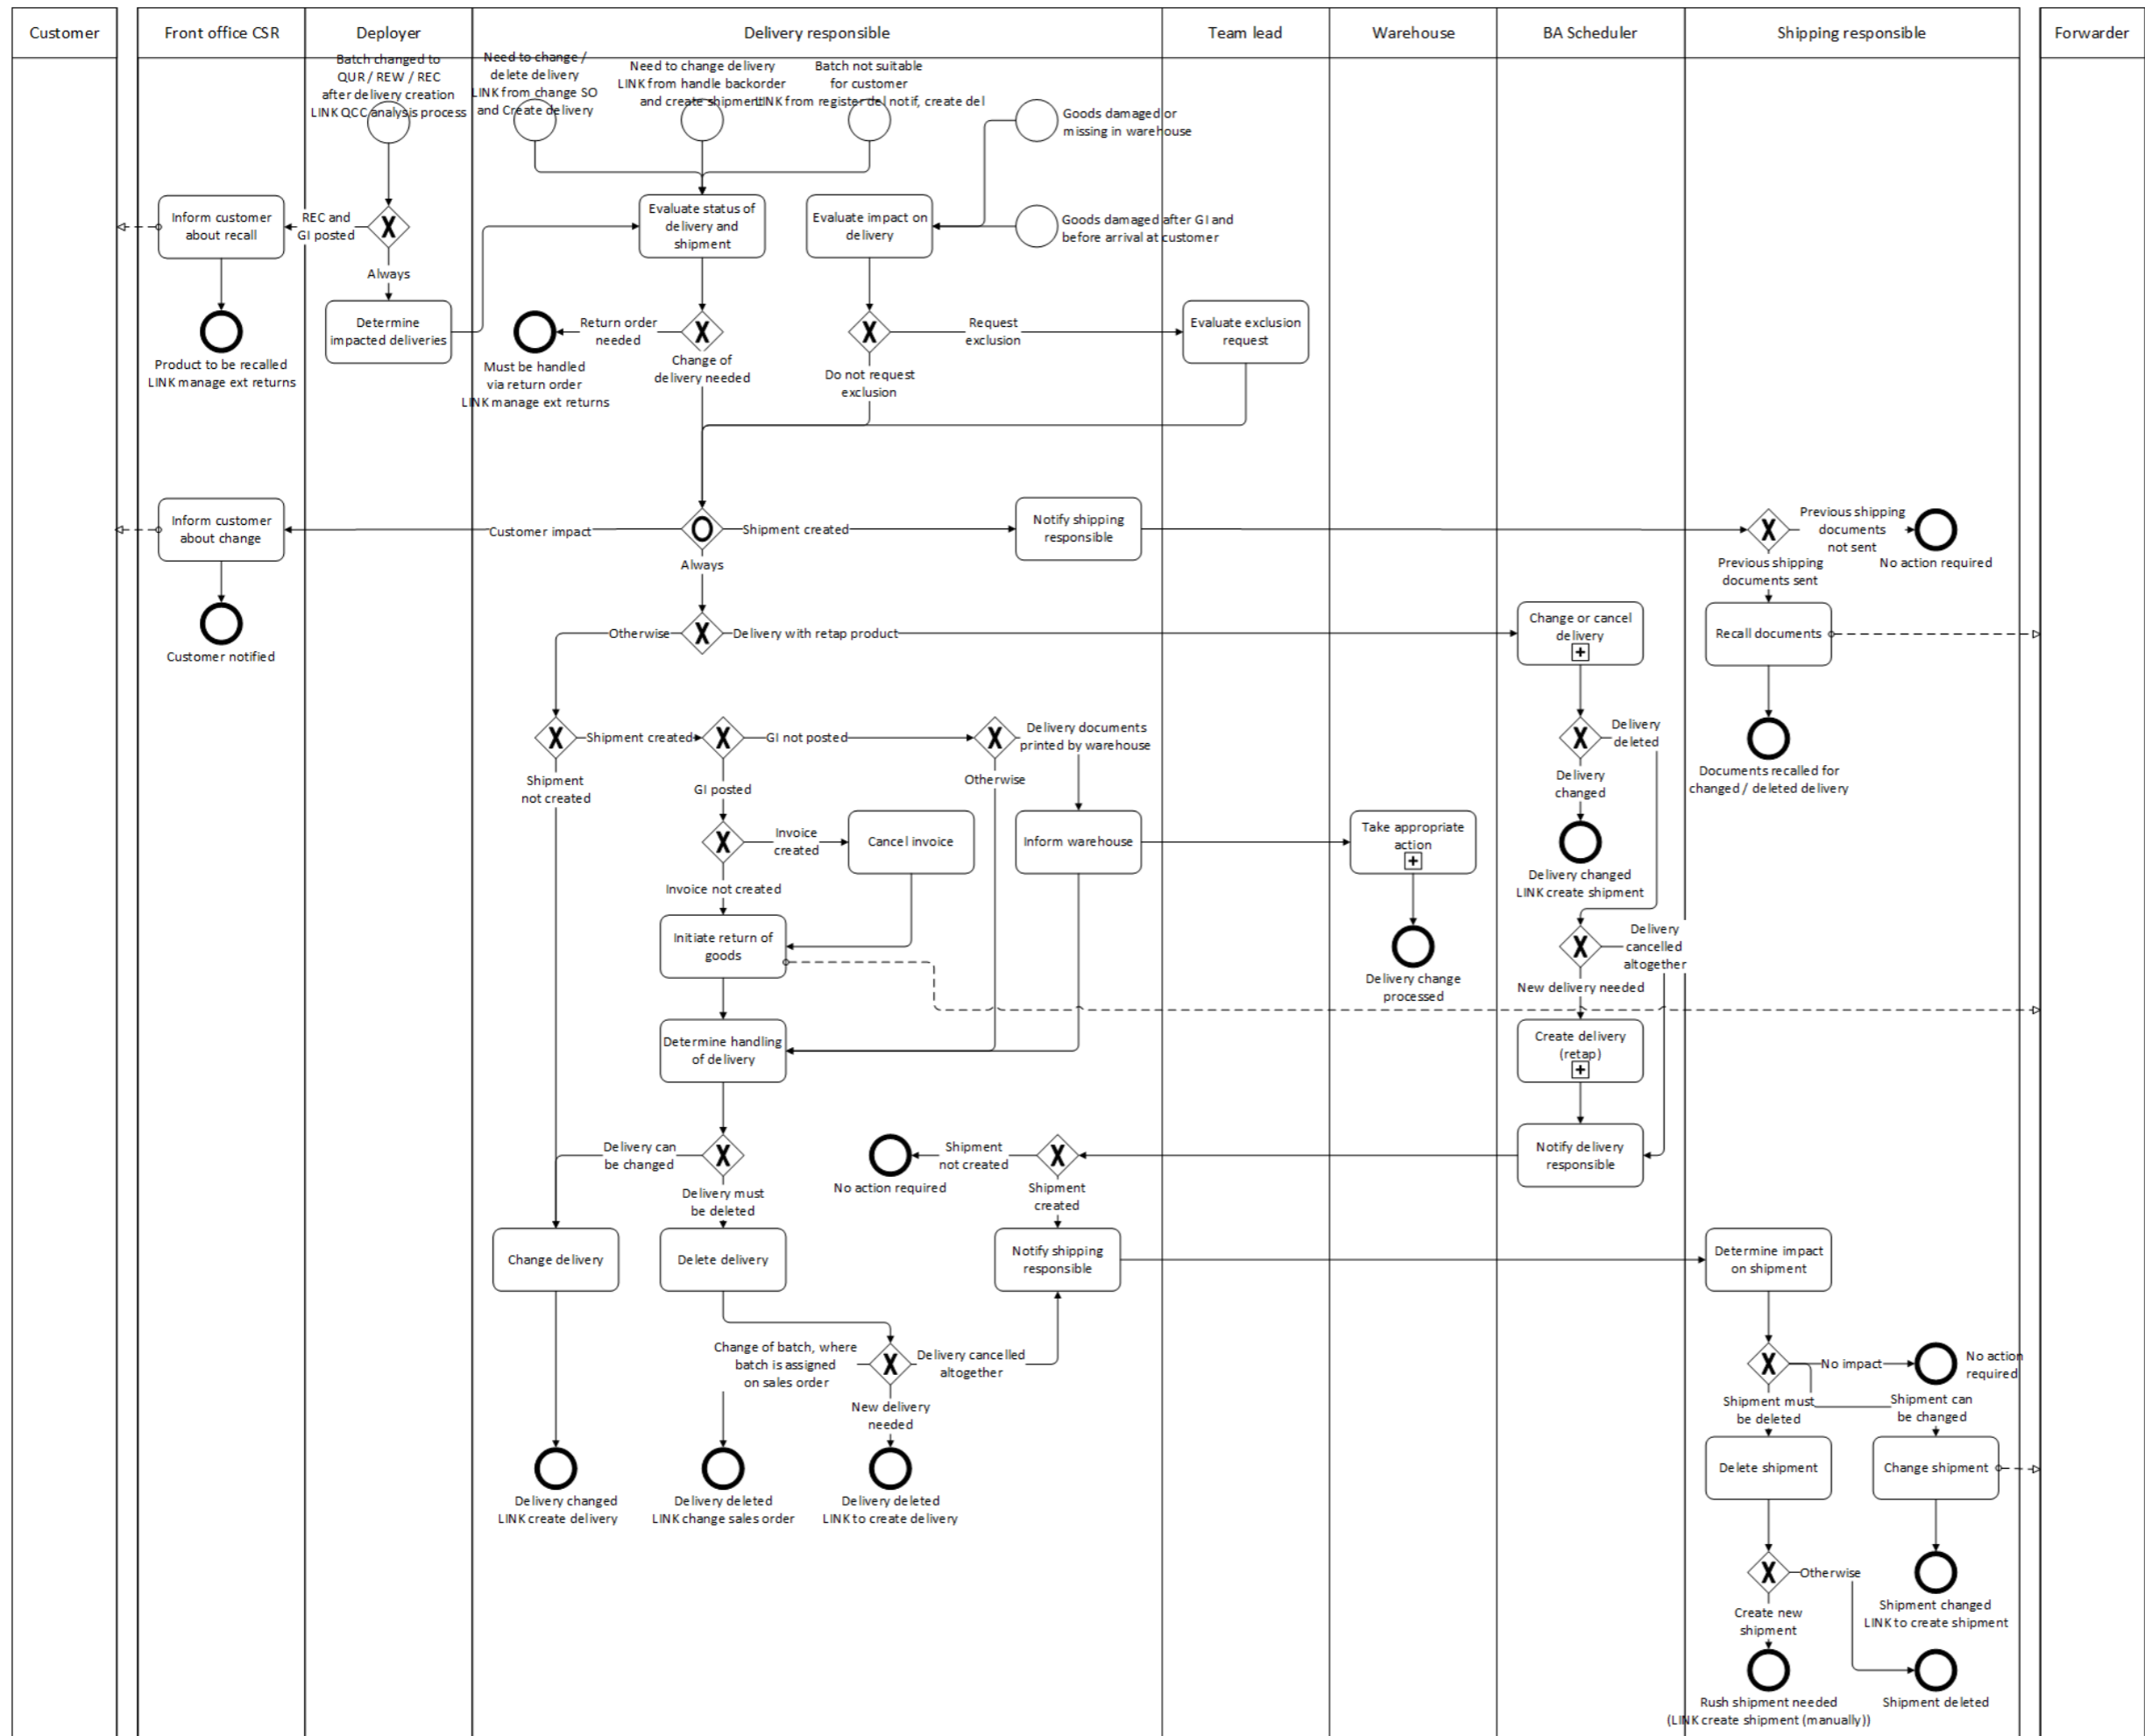 Customer
Front office CSR
Deployer
Delivery responsible
Team lead
Warehouse
BA Scheduler
Shipping responsible
Forwarder
Batch changed to
QUR / REW / REC
after delivery creation
LINK QCC analysis process
Need to change /
delete delivery
LINK from change SO
and Create delivery
Need to change delivery
LINK from handle backorder
and create shipment
Batch not suitable
for customer
LINK from register del notif, create del
Goods damaged or
missing in warehouse
Inform customer
about recall
REC and
GI posted
X
Always
Evaluate status of
delivery and
shipment
Evaluate impact on
delivery
Goods damaged after GI and
before arrival at customer
Product to be recalled
LINK manage ext returns
Determine
impacted deliveries
Return order
needed
X
Must be handled
via return order
LINK manage ext returns
Change of
delivery needed
X
Request
exclusion
Do not request
exclusion
Evaluate exclusion
request
Inform customer
about change
Customer impact
Shipment created
Always
Notify shipping
responsible
X
Previous shipping
documents
not sent
No action required
Previous shipping
documents sent
Customer notified
Otherwise
X
Delivery with retap product
Change or cancel
delivery
Recall documents
X
Shipment created
X
GI not posted
X
Delivery documents
printed by warehouse
X
Delivery
deleted
Shipment
not created
GI posted
Otherwise
Delivery
changed
Documents recalled for
changed / deleted delivery
X
Invoice
created
Cancel invoice
Inform warehouse
Take appropriate
action
Invoice not created
Delivery changed
LINK create shipment
Initiate return of
goods
X
Delivery
cancelled
altogether
Delivery change
processed
New delivery needed
Determine handling
of delivery
Create delivery
(retap)
Delivery can
be changed
X
Delivery must
be deleted
No action required
Shipment
not created
X
Shipment
created
Notify delivery
responsible
Change delivery
Delete delivery
Notify shipping
responsible
Determine impact
on shipment
Change of batch, where
batch is assigned
on sales order
X
Delivery cancelled
altogether
New delivery
needed
X
No impact
No action
required
Shipment must
be deleted
Shipment can
be changed
Delete shipment
Change shipment
Delivery changed
LINK create delivery
Delivery deleted
LINK change sales order
Delivery deleted
LINK to create delivery
X
Otherwise
Create new
shipment
Shipment changed
LINK to create shipment
Rush shipment needed
(LINK create shipment (manually))
Shipment deleted